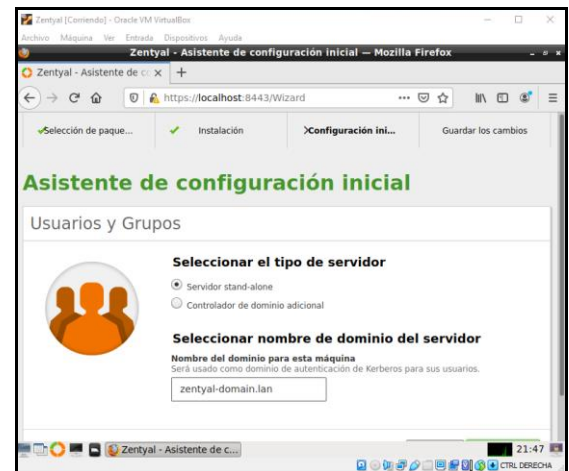 Zentyal [Corriendo] - Oracle VM VirtualBox
Archivo Máquina Ver Entrada Dispositivos Ayuda
Zentyal - Asistente de configuración inicial — Mozilla Firefox
Zentyal - Asistente de co
https://localhost:8443/Wizard
Selección de paque...
Instalación
Configuración ini...
Guardar los cambios
Asistente de configuración inicial
Usuarios y Grupos
Seleccionar el tipo de servidor
Servidor stand-alone
Controlador de dominio adicional
Seleccionar nombre de dominio del servidor
Nombre del dominio para esta máquina
Será usado como dominio de autenticación de Kerberos para sus usuarios.
zentyal-domain.lan
Zentyal - Asistente de c...
21:47
CTRL DERECHA